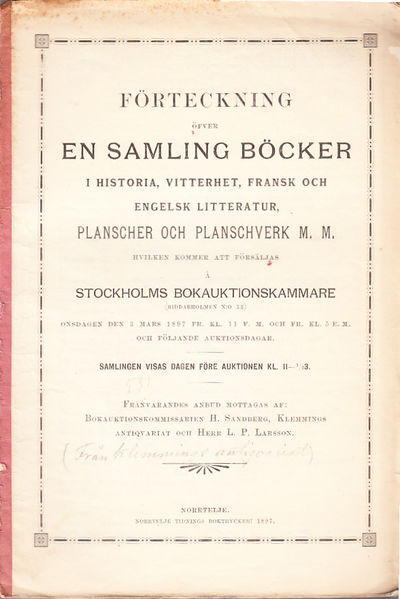 FÖRTECKNING
ÖFVER
EN SAMLING BÖCKER
I HISTORIA, VITTERHET, FRANSK OCH
ENGELSK LITTERATUR,
PLANSCHER OCH PLANSCHVERK M. M.
HVILKEN KOMMER ATT FÖRSÄLJAS
Å
STOCKHOLMS BOKAUKTIONSKAMMARE
(RIDDARHOLMEN N:O 13)
ONSDAGEN DEN 3 MARS 1897 FR. KL. 11 F. M. OCH FR. KL. 5 E. M.
OCH FÖLJANDE AUKTIONSDAGAR.
SAMLINGEN VISAS DAGEN FÖRE AUKTIONEN KL. 11—½3.
FRÅNVARANDES ANBUD MOTTAGAS AF:
BOKAUKTIONSKOMMISSARIEN H. SANDBERG, KLEMMINGS
ANTIQVARIAT OCH HERR L. P. LARSSON.
(Från Klemmings antikvariat)
NORRTELJE.
NORRTELJE TIDNINGS BOKTRYCKERI 1897.